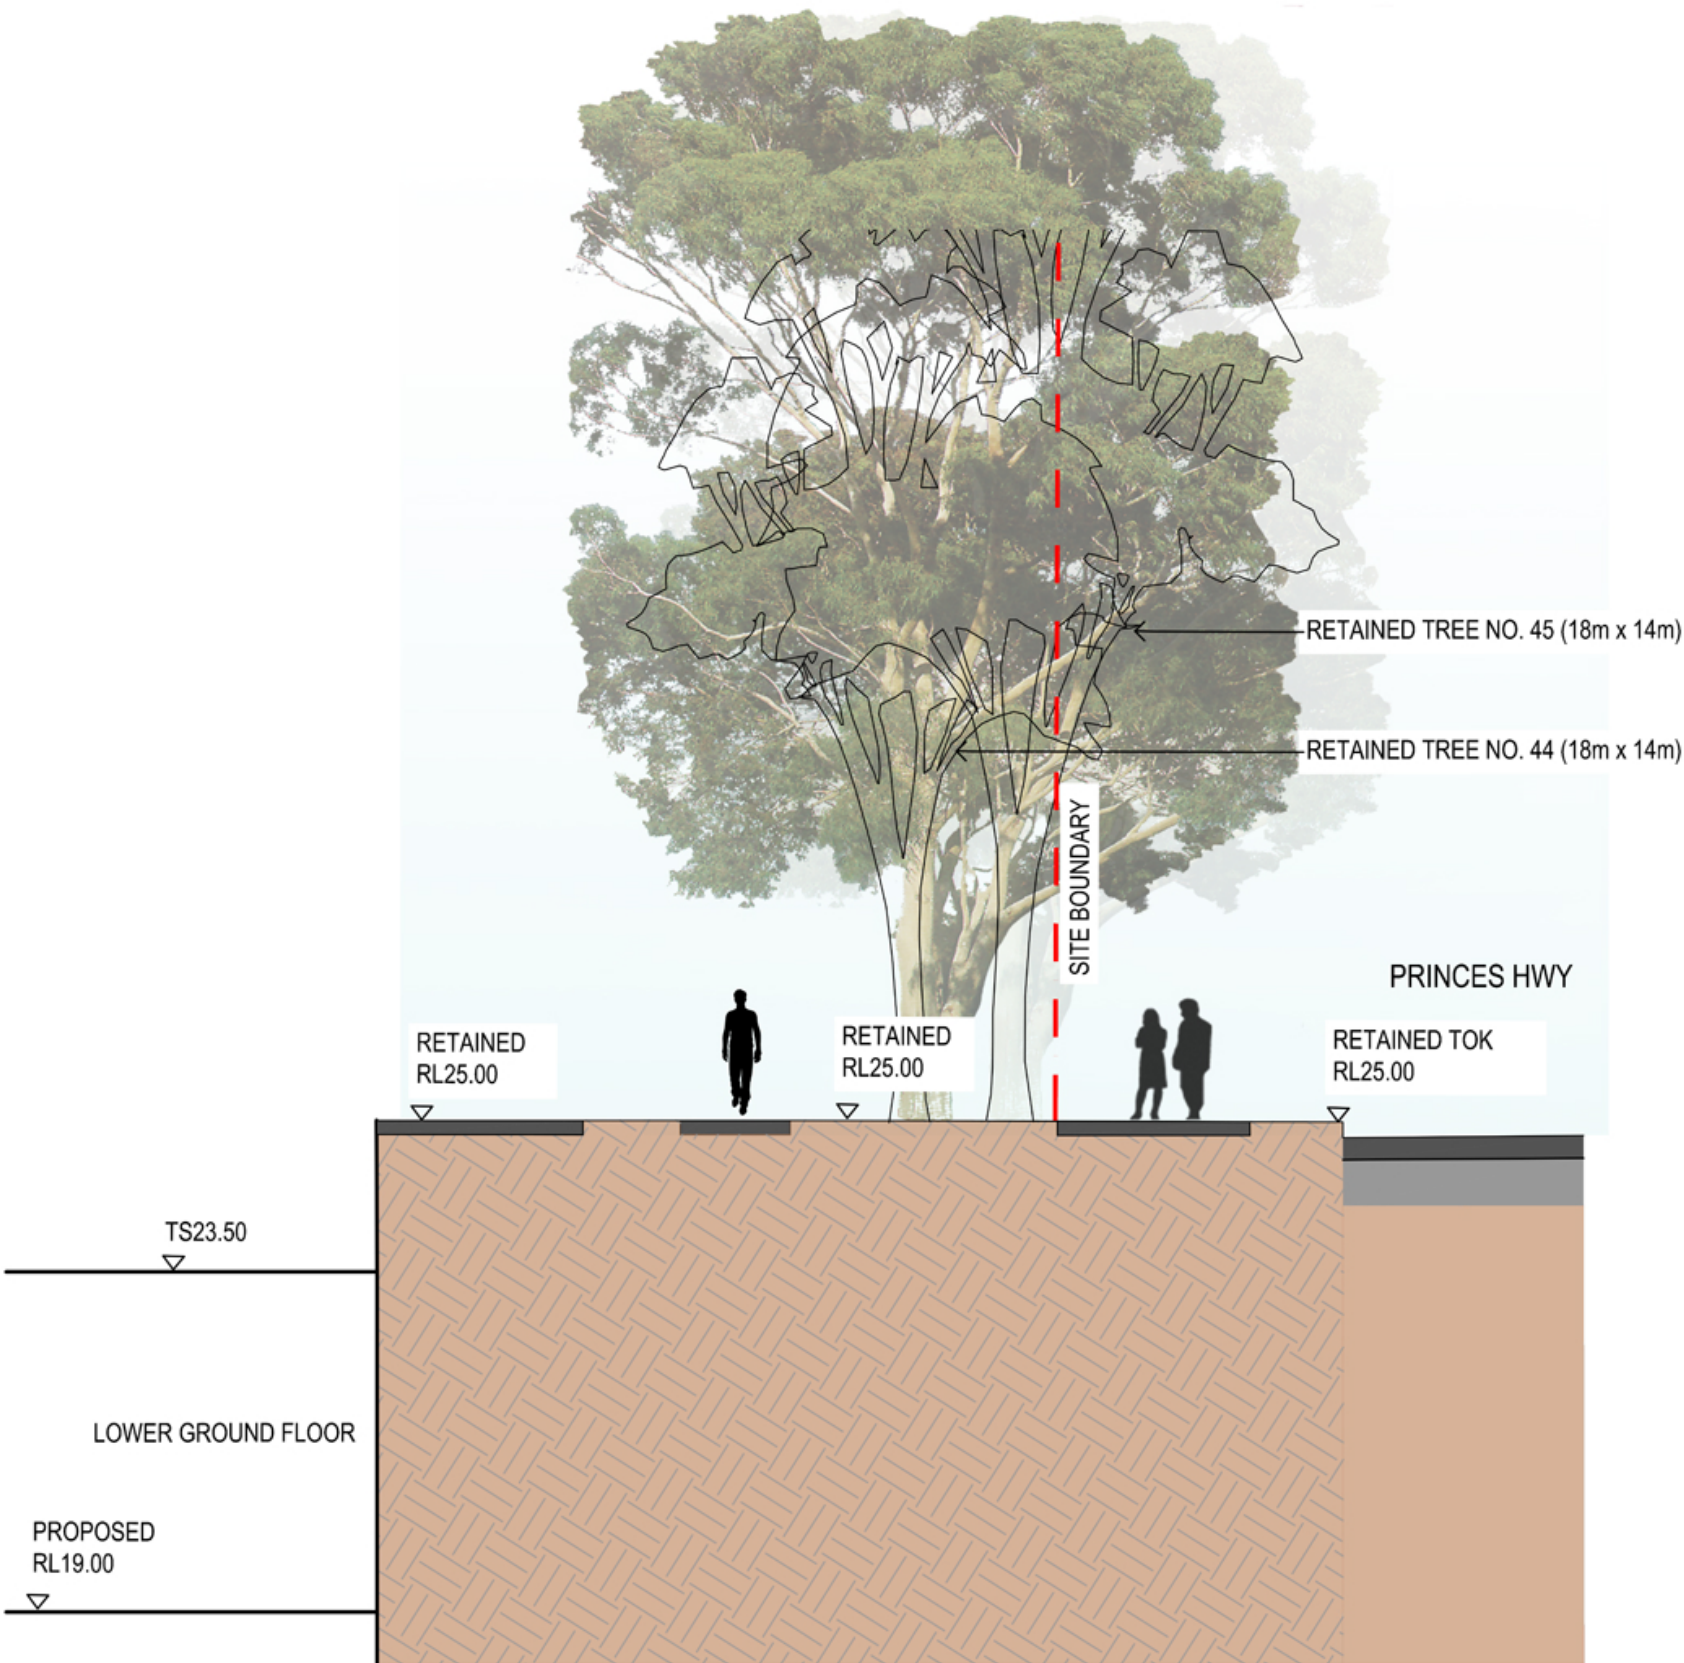 RETAINED TREE NO. 45 (18m x 14m)
RETAINED TREE NO. 44 (18m x 14m)
SITE BOUNDARY
PRINCES HWY
RETAINED
RL25.00
RETAINED
RL25.00
RETAINED TOK
RL25.00
TS23.50
LOWER GROUND FLOOR
PROPOSED
RL19.00